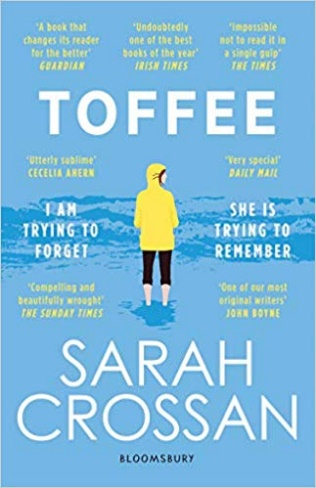 'A book that
changes its reader
for the better'
GUARDIAN
'Undoubtedly
one of the best
books of the year'
IRISH TIMES
'Impossible
not to read it in
a single gulp'
THE TIMES
TOFFEE
'Utterly sublime'
CECELIA AHERN
'Very special'
DAILY MAIL
I AM
TRYING TO
FORGET
SHE IS
TRYING TO
REMEMBER
'Compelling and
beautifully wrought'
THE SUNDAY TIMES
'One of our most
original writers'
JOHN BOYNE
SARAH
CROSSAN
BLOOMSBURY